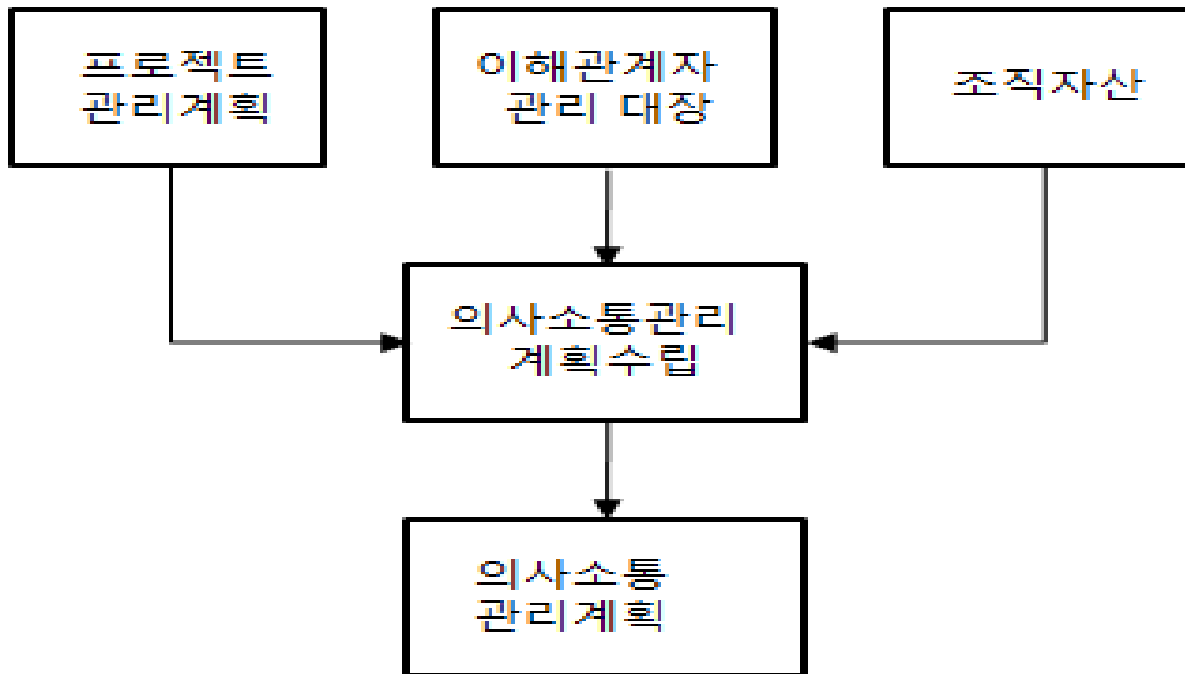 프로젝트
관리계획
이해관계자
관리 대장
조직자산
의사소통관리
계획수립
의사소통
관리계획